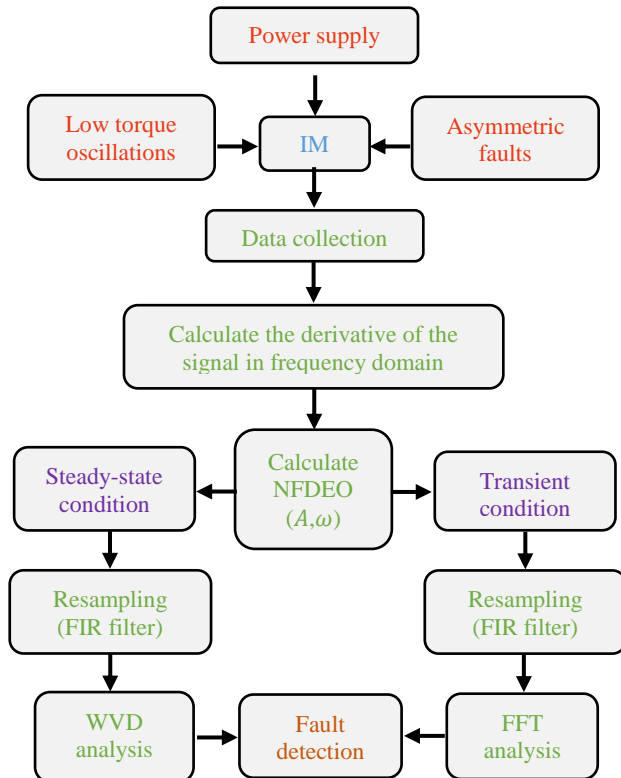 Power supply
Low torque
oscillations
IM
Asymmetric
faults
Data collection
Calculate the derivative of the
signal in frequency domain
Steady-state
condition
Calculate
NFDEO
(A,ω)
Transient
condition
Resampling
(FIR filter)
Resampling
(FIR filter)
WVD
analysis
Fault
detection
FFT
analysis